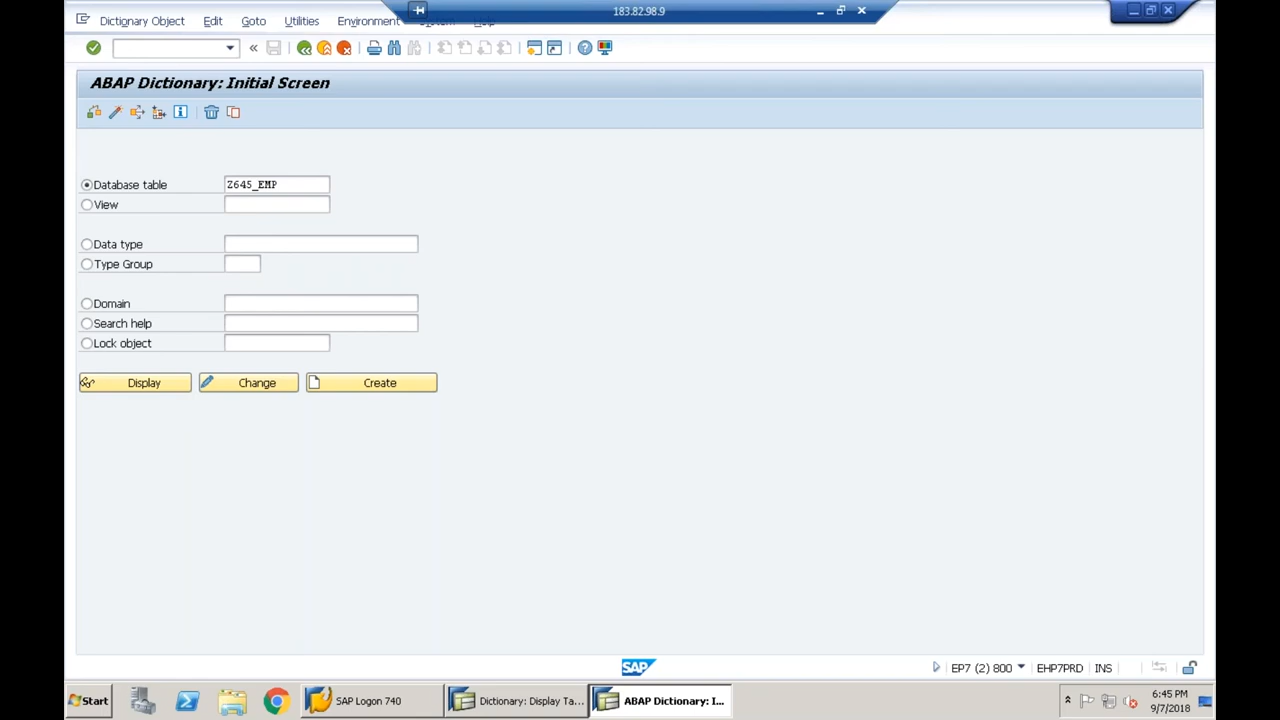 183.82.98.9
Dictionary Object Edit Goto Utilities Environment
ABAP Dictionary: Initial Screen
Database table Z645_EMP
View
Data type
Type Group
Domain
Search help
Lock object
Display Change Create
SAP EP7 (2) 800 EHP7PRD INS
Start SAP Logon 740 Dictionary: Display Ta... ABAP Dictionary: I... 6:45 PM
9/7/2018